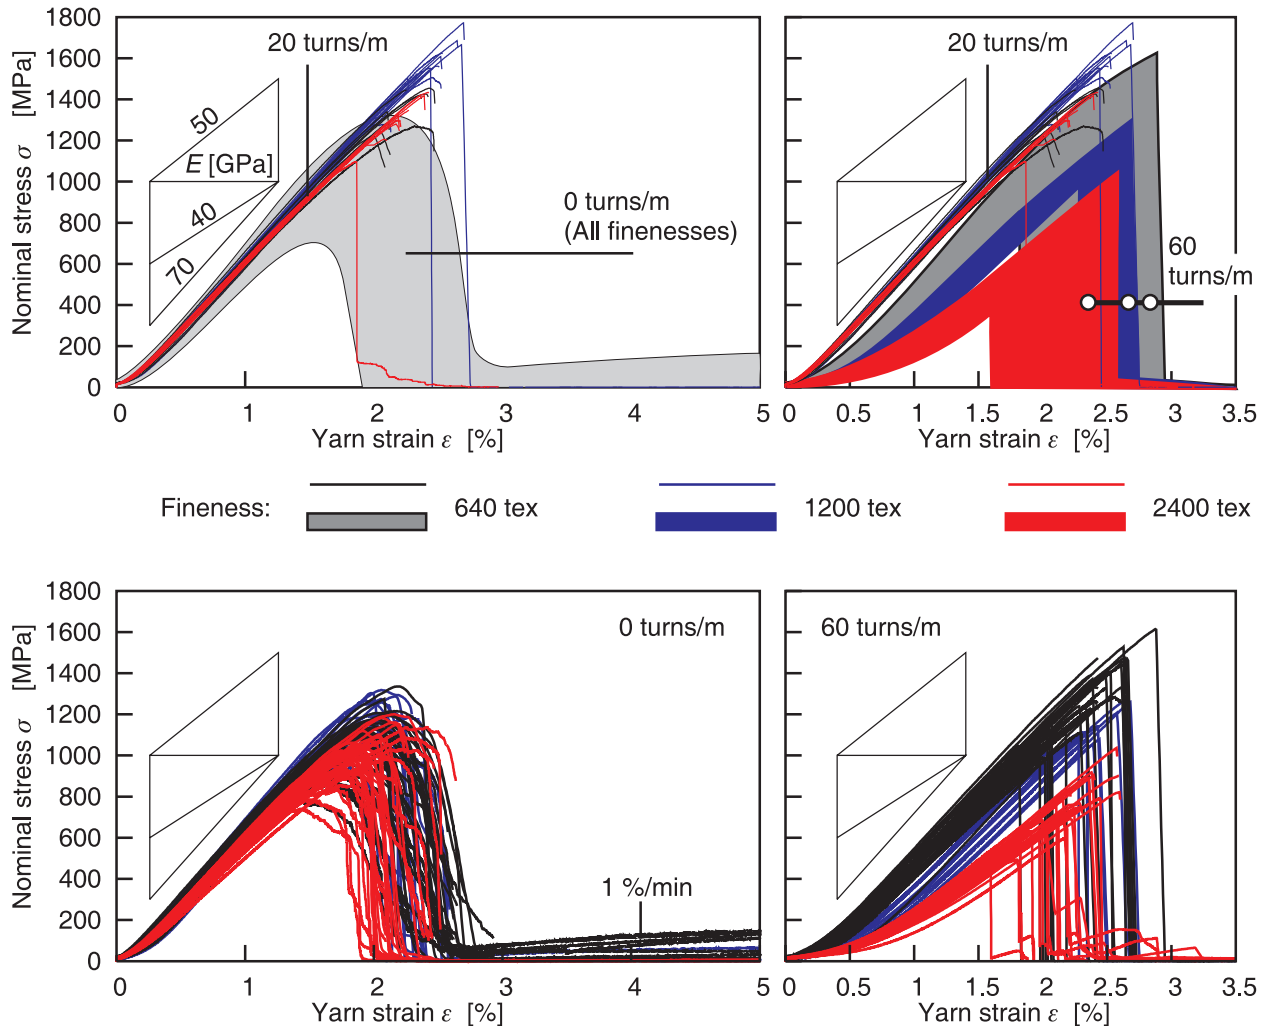 1800
1600
1400
1200
1000
800
600
400
200
0
Nominal stress σ [MPa]
20 turns/m
50
E [GPa]
40
70
0 turns/m
(All finenesses)
0 1 2 3 4 5
Yarn strain ε [%]
20 turns/m
60
turns/m
0 0.5 1 1.5 2 2.5 3 3.5
Yarn strain ε [%]
Fineness: 640 tex 1200 tex 2400 tex
1800
1600
1400
1200
1000
800
600
400
200
0
Nominal stress σ [MPa]
0 turns/m
1 %/min
0 1 2 3 4 5
Yarn strain ε [%]
60 turns/m
0 0.5 1 1.5 2 2.5 3 3.5
Yarn strain ε [%]